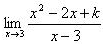 lim x→3 x² − 2x + k / x − 3